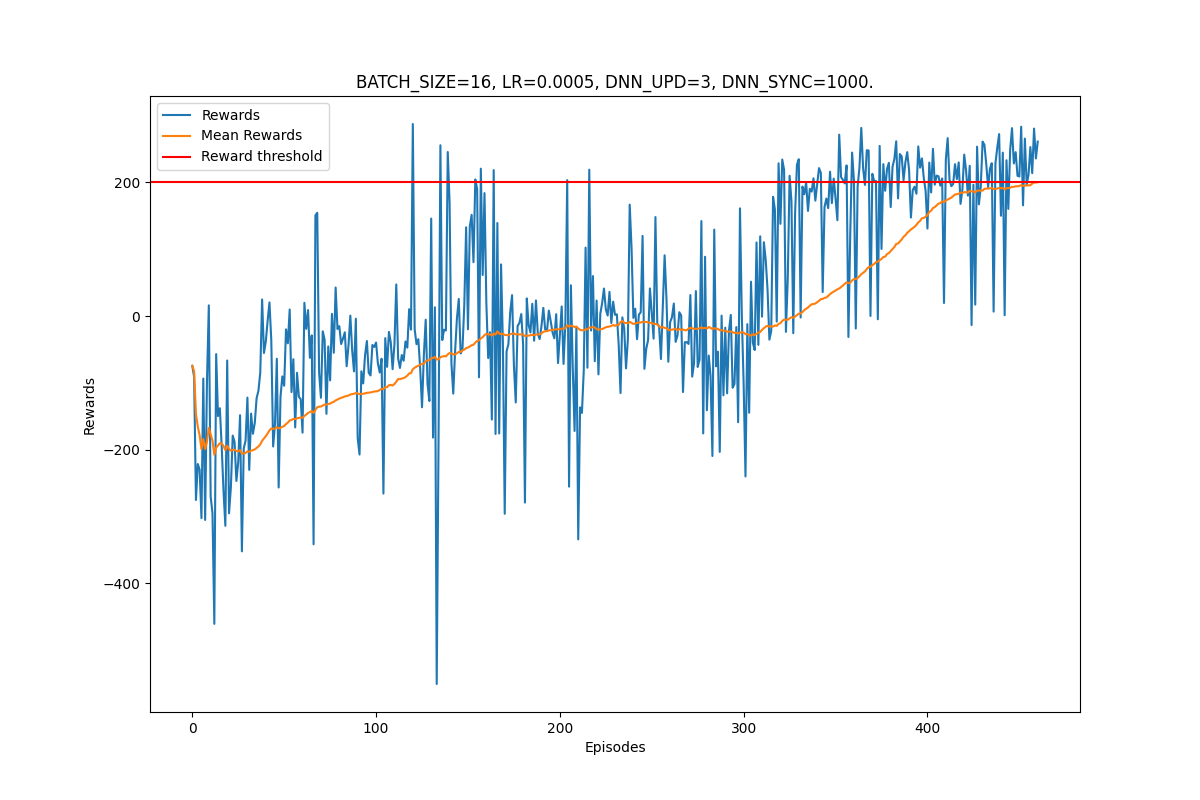 BATCH_SIZE=16, LR=0.0005, DNN_UPD=3, DNN_SYNC=1000.
Rewards
Mean Rewards
Reward threshold
200
0
−200
−400
Rewards
0
100
200
300
400
Episodes